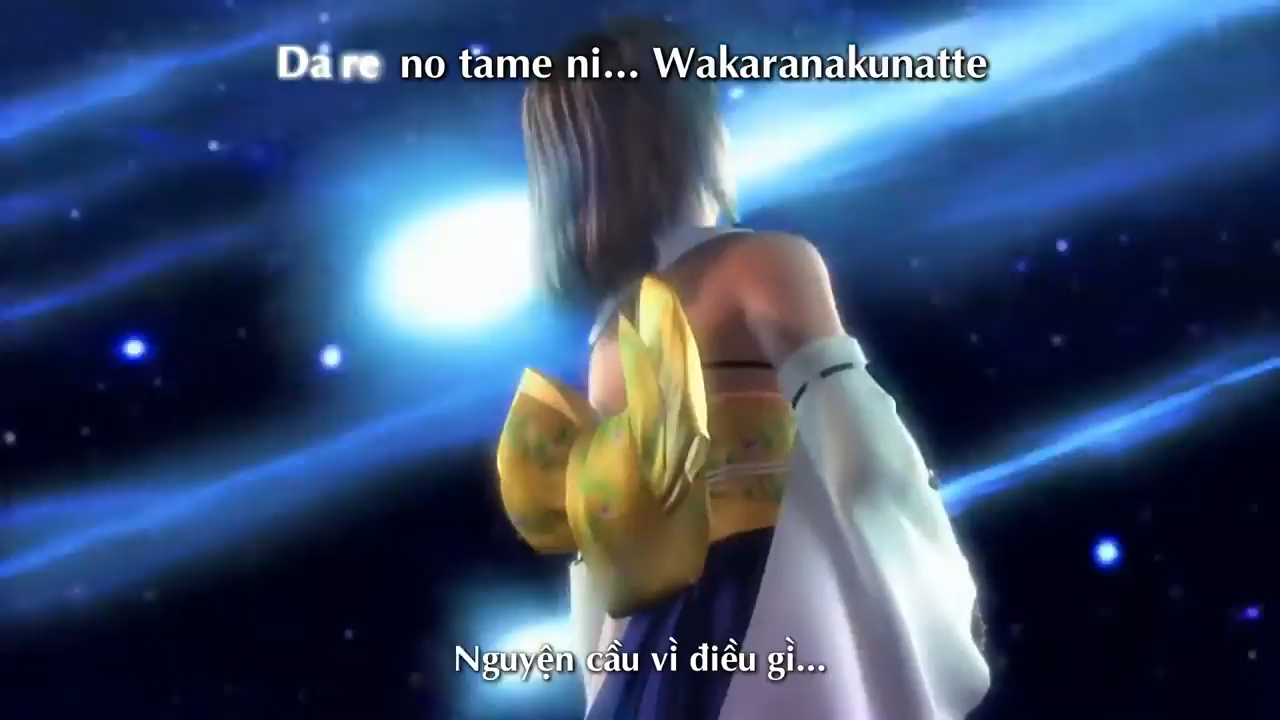 Dare no tame ni... Wakaranakunatte
Nguyện cầu vì điều gì...